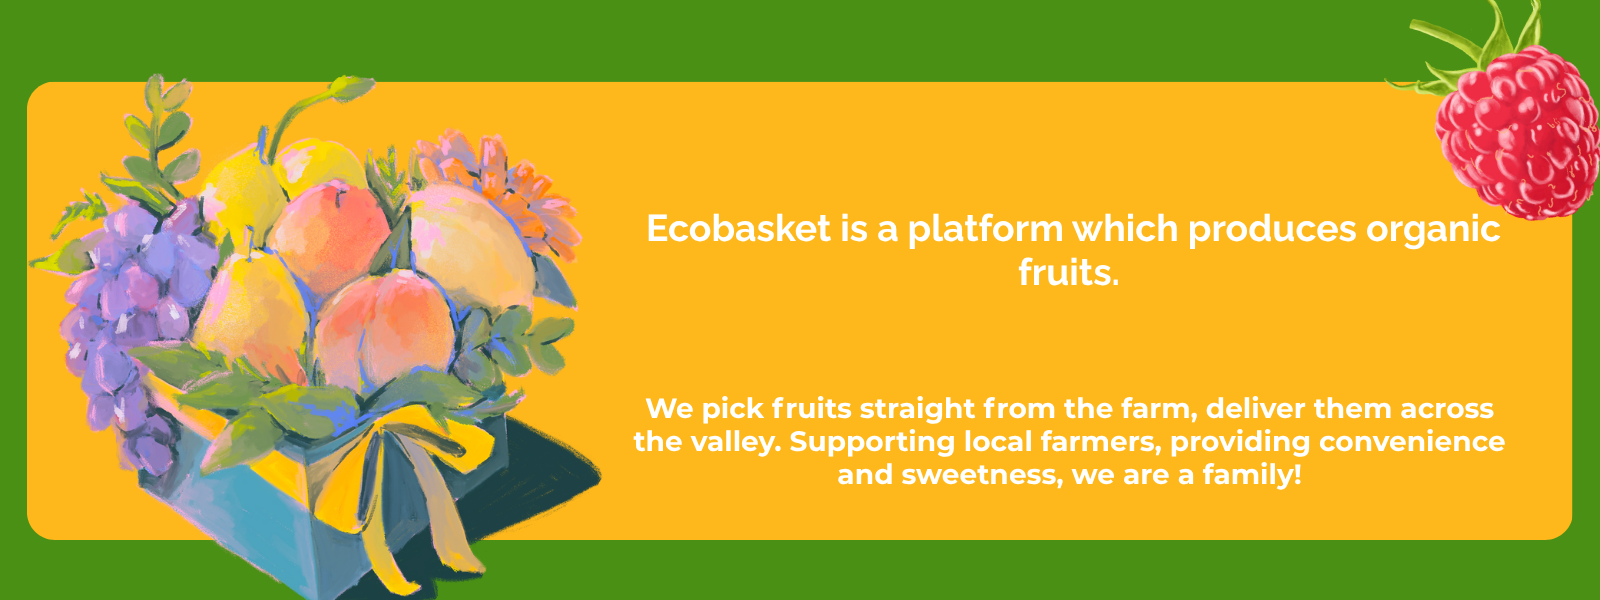 Ecobasket is a platform which produces organic
fruits.
We pick fruits straight from the farm, deliver them across
the valley. Supporting local farmers, providing convenience
and sweetness, we are a family!